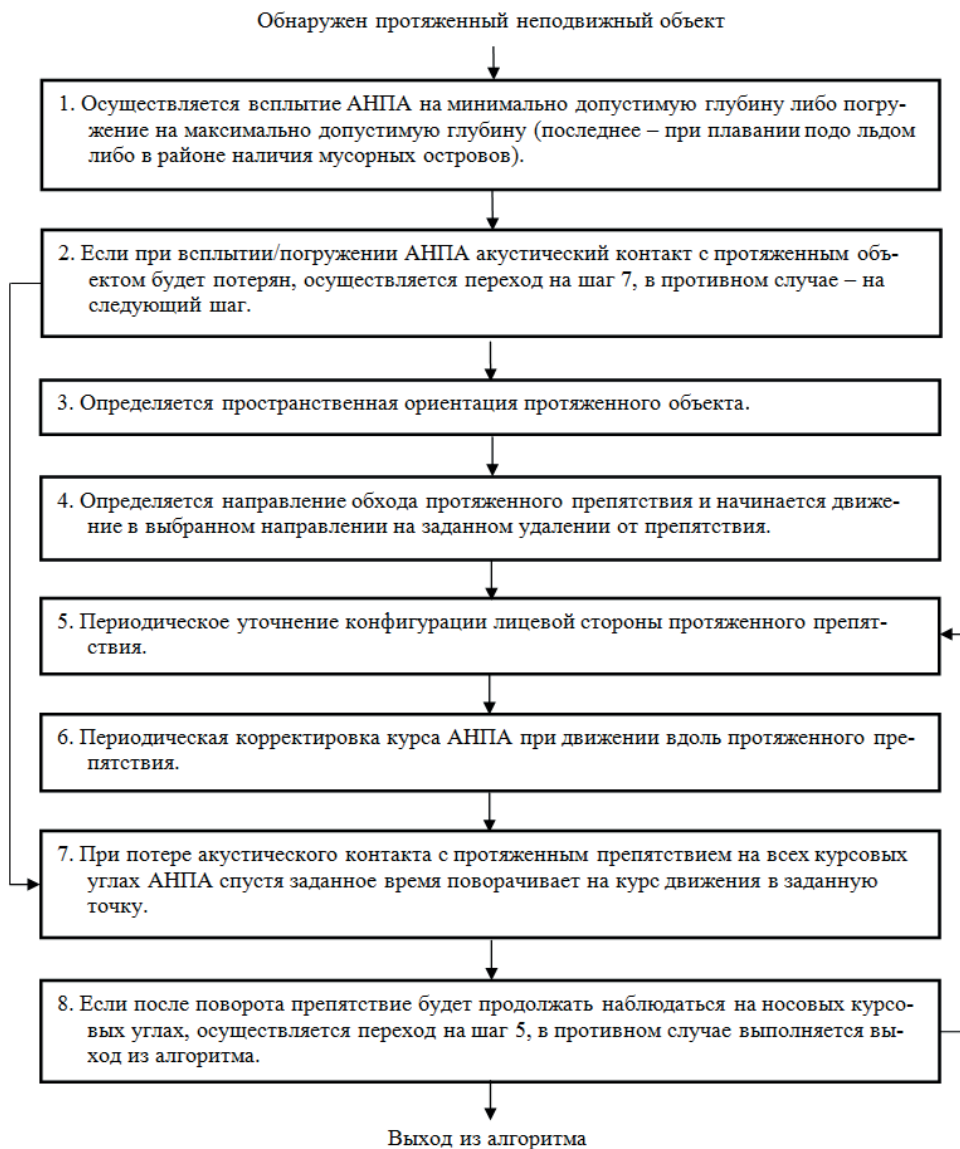 Обнаружен протяженный неподвижный объект
1. Осуществляется всплытие АНПА на минимально допустимую глубину либо погру-
жение на максимально допустимую глубину (последнее – при плавании подо льдом
либо в районе наличия мусорных островов).
2. Если при всплытии/погружении АНПА акустический контакт с протяженным объ-
ектом будет потерян, осуществляется переход на шаг 7, в противном случае – на
следующий шаг.
3. Определяется пространственная ориентация протяженного объекта.
4. Определяется направление обхода протяженного препятствия и начинается движе-
ние в выбранном направлении на заданном удалении от препятствия.
5. Периодическое уточнение конфигурации лицевой стороны протяженного препят-
ствия.
6. Периодическая корректировка курса АНПА при движении вдоль протяженного пре-
пятствия.
7. При потере акустического контакта с протяженным препятствием на всех курсовых
углах АНПА спустя заданное время поворачивает на курс движения в заданную
точку.
8. Если после поворота препятствие будет продолжать наблюдаться на носовых курсо-
вых углах, осуществляется переход на шаг 5, в противном случае выполняется вы-
ход из алгоритма.
Выход из алгоритма